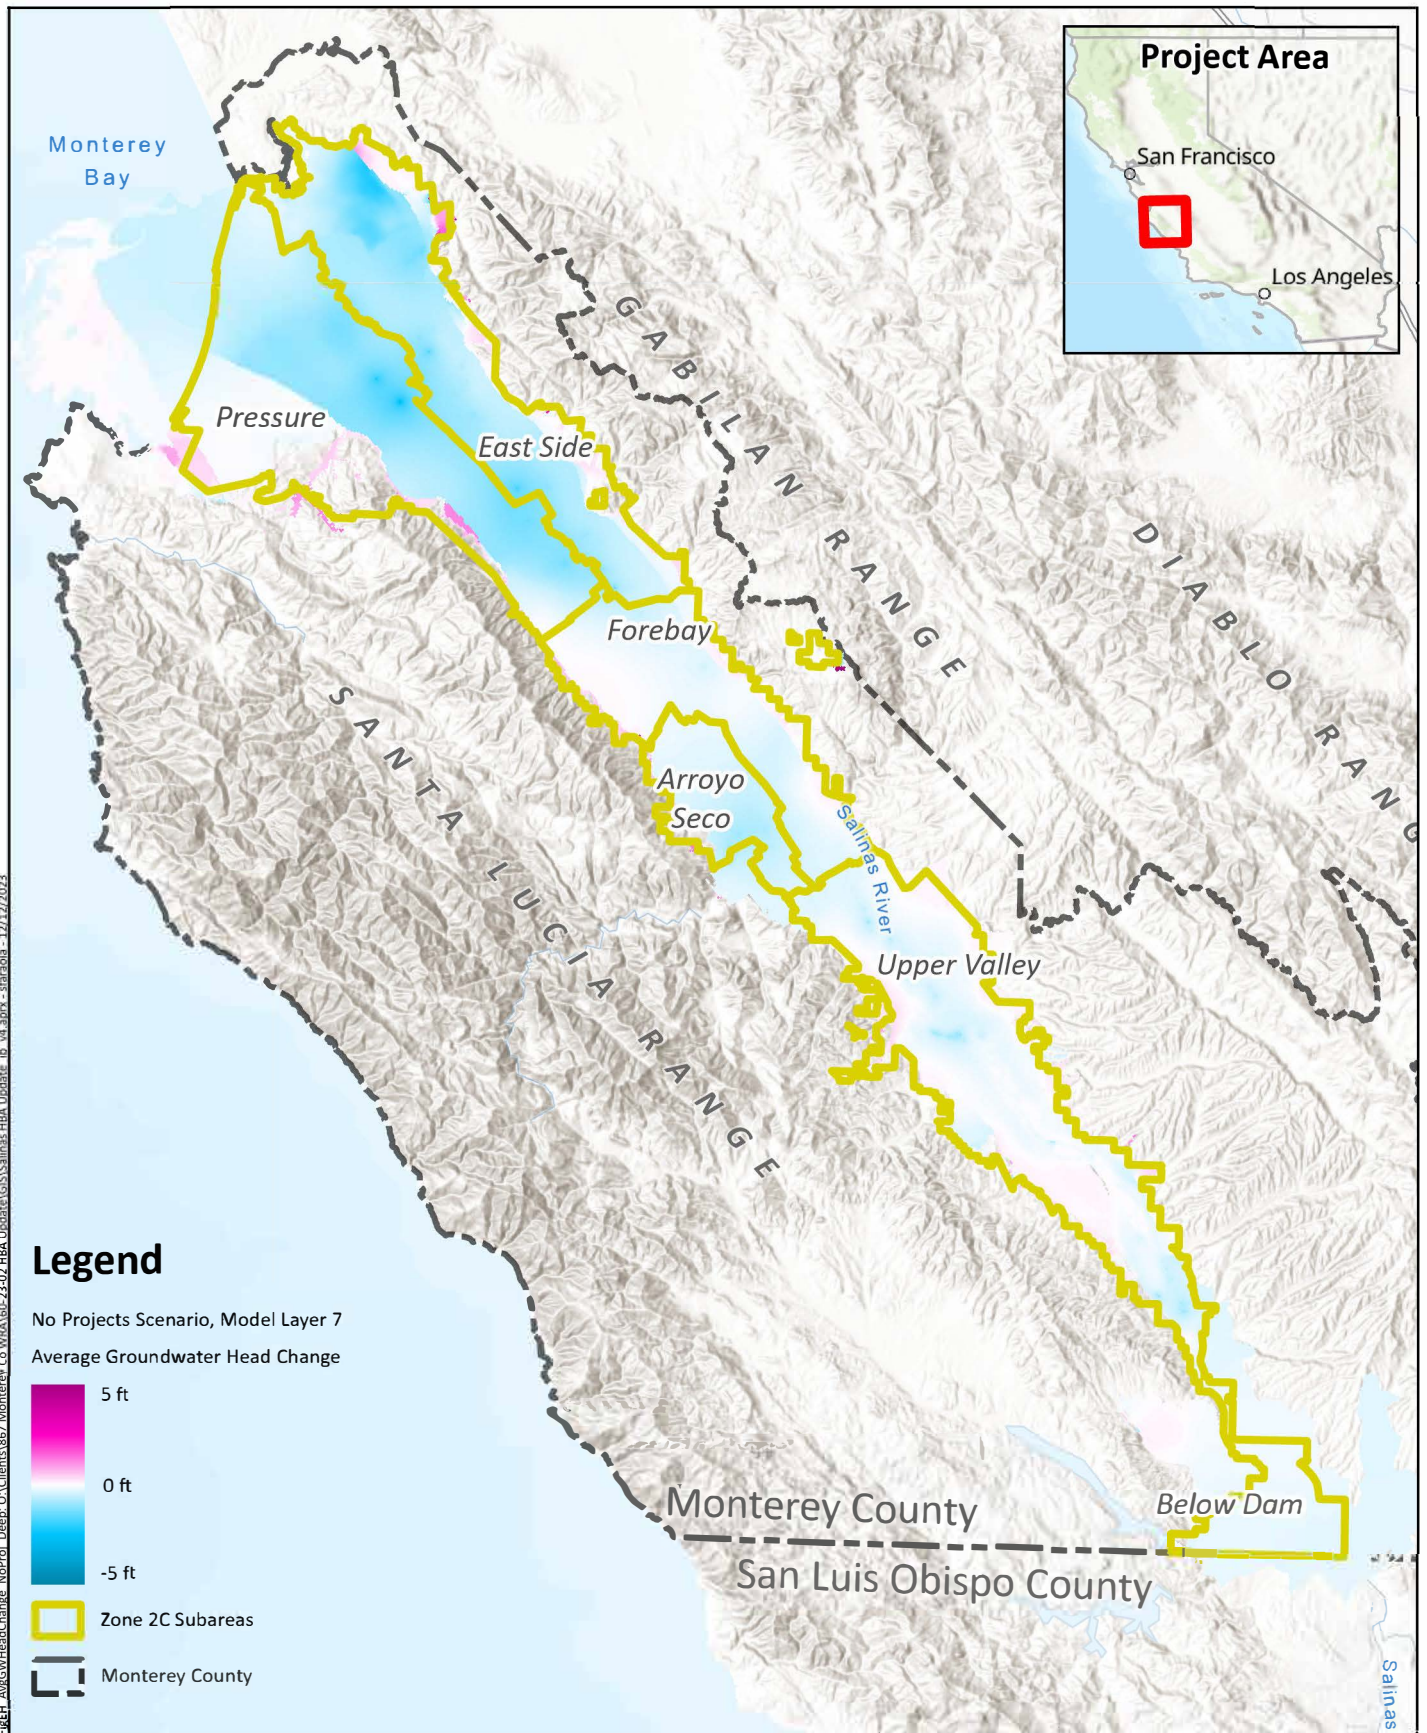 Project Area
San Francisco
Los Angeles
Monterey
Bay
GABILAN RANGE
DIABLO RANG
Pressure
East Side
Forebay
SANTA LUCIA RANGE
Arroyo
Seco
Salinas River
Upper Valley
Below Dam
Monterey County
San Luis Obispo County
Salinas
Legend
No Projects Scenario, Model Layer 7
Average Groundwater Head Change
5 ft
0 ft
-5 ft
Zone 2C Subareas
Monterey County